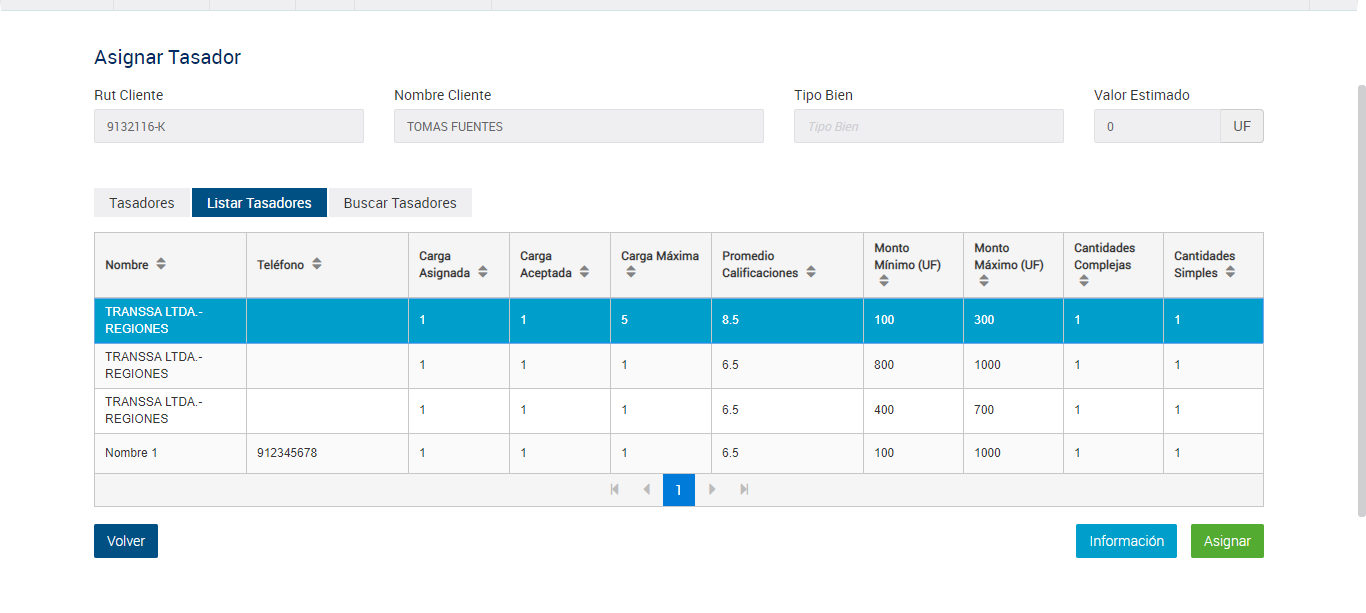 Asignar Tasador
Rut Cliente Nombre Cliente Tipo Bien Valor Estimado
9132116-K TOMAS FUENTES Tipo Bien 0 UF
Tasadores Listar Tasadores Buscar Tasadores
Nombre Teléfono Carga Asignada Carga Aceptada Carga Máxima Promedio Calificaciones Monto Mínimo (UF) Monto Máximo (UF) Cantidades Complejas Cantidades Simples
TRANSSA LTDA.- REGIONES 1 1 5 8.5 100 300 1 1
TRANSSA LTDA.- REGIONES 1 1 1 6.5 800 1000 1 1
TRANSSA LTDA.- REGIONES 1 1 1 6.5 400 700 1 1
Nombre 1 912345678 1 1 1 6.5 100 1000 1 1
1
Volver Información Asignar